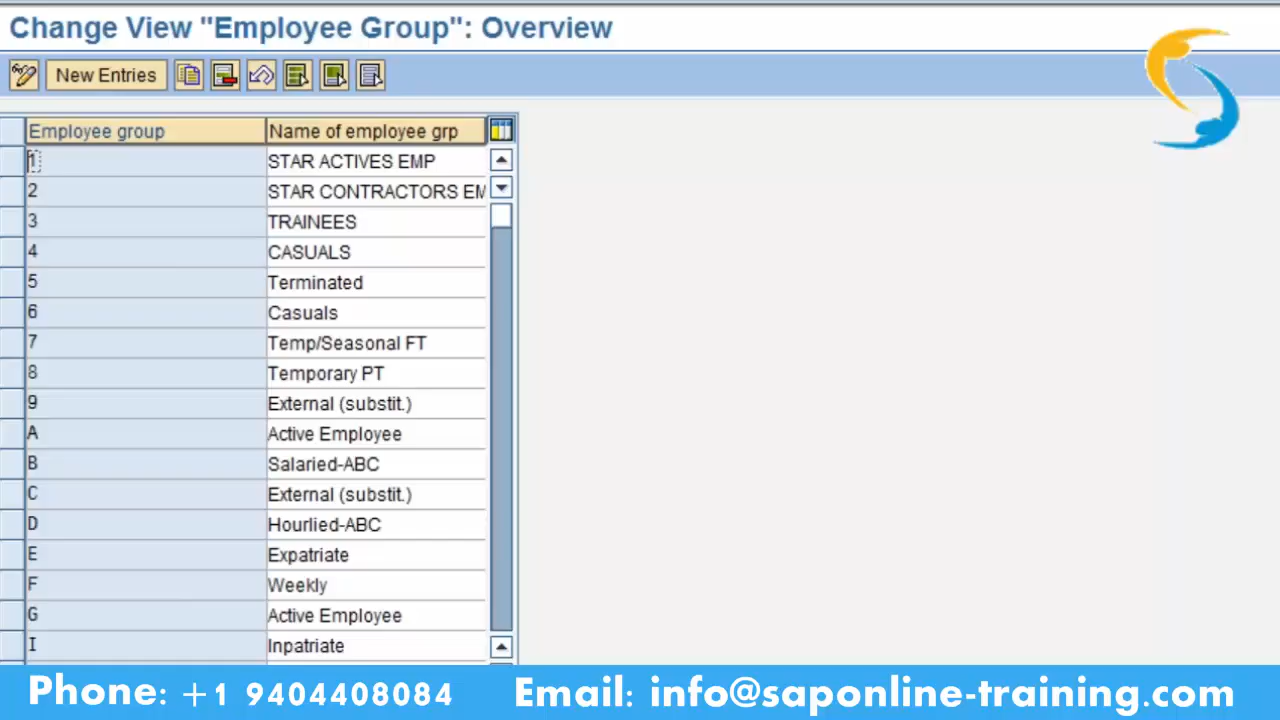 Change View "Employee Group": Overview
New Entries
Employee group Name of employee grp
1 STAR ACTIVES EMP
2 STAR CONTRACTORS EM
3 TRAINEES
4 CASUALS
5 Terminated
6 Casuals
7 Temp/Seasonal FT
8 Temporary PT
9 External (substit.)
A Active Employee
B Salaried-ABC
C External (substit.)
D Hourlied-ABC
E Expatriate
F Weekly
G Active Employee
I Inpatriate
Phone: +1 9404408084 Email: info@saponline-training.com